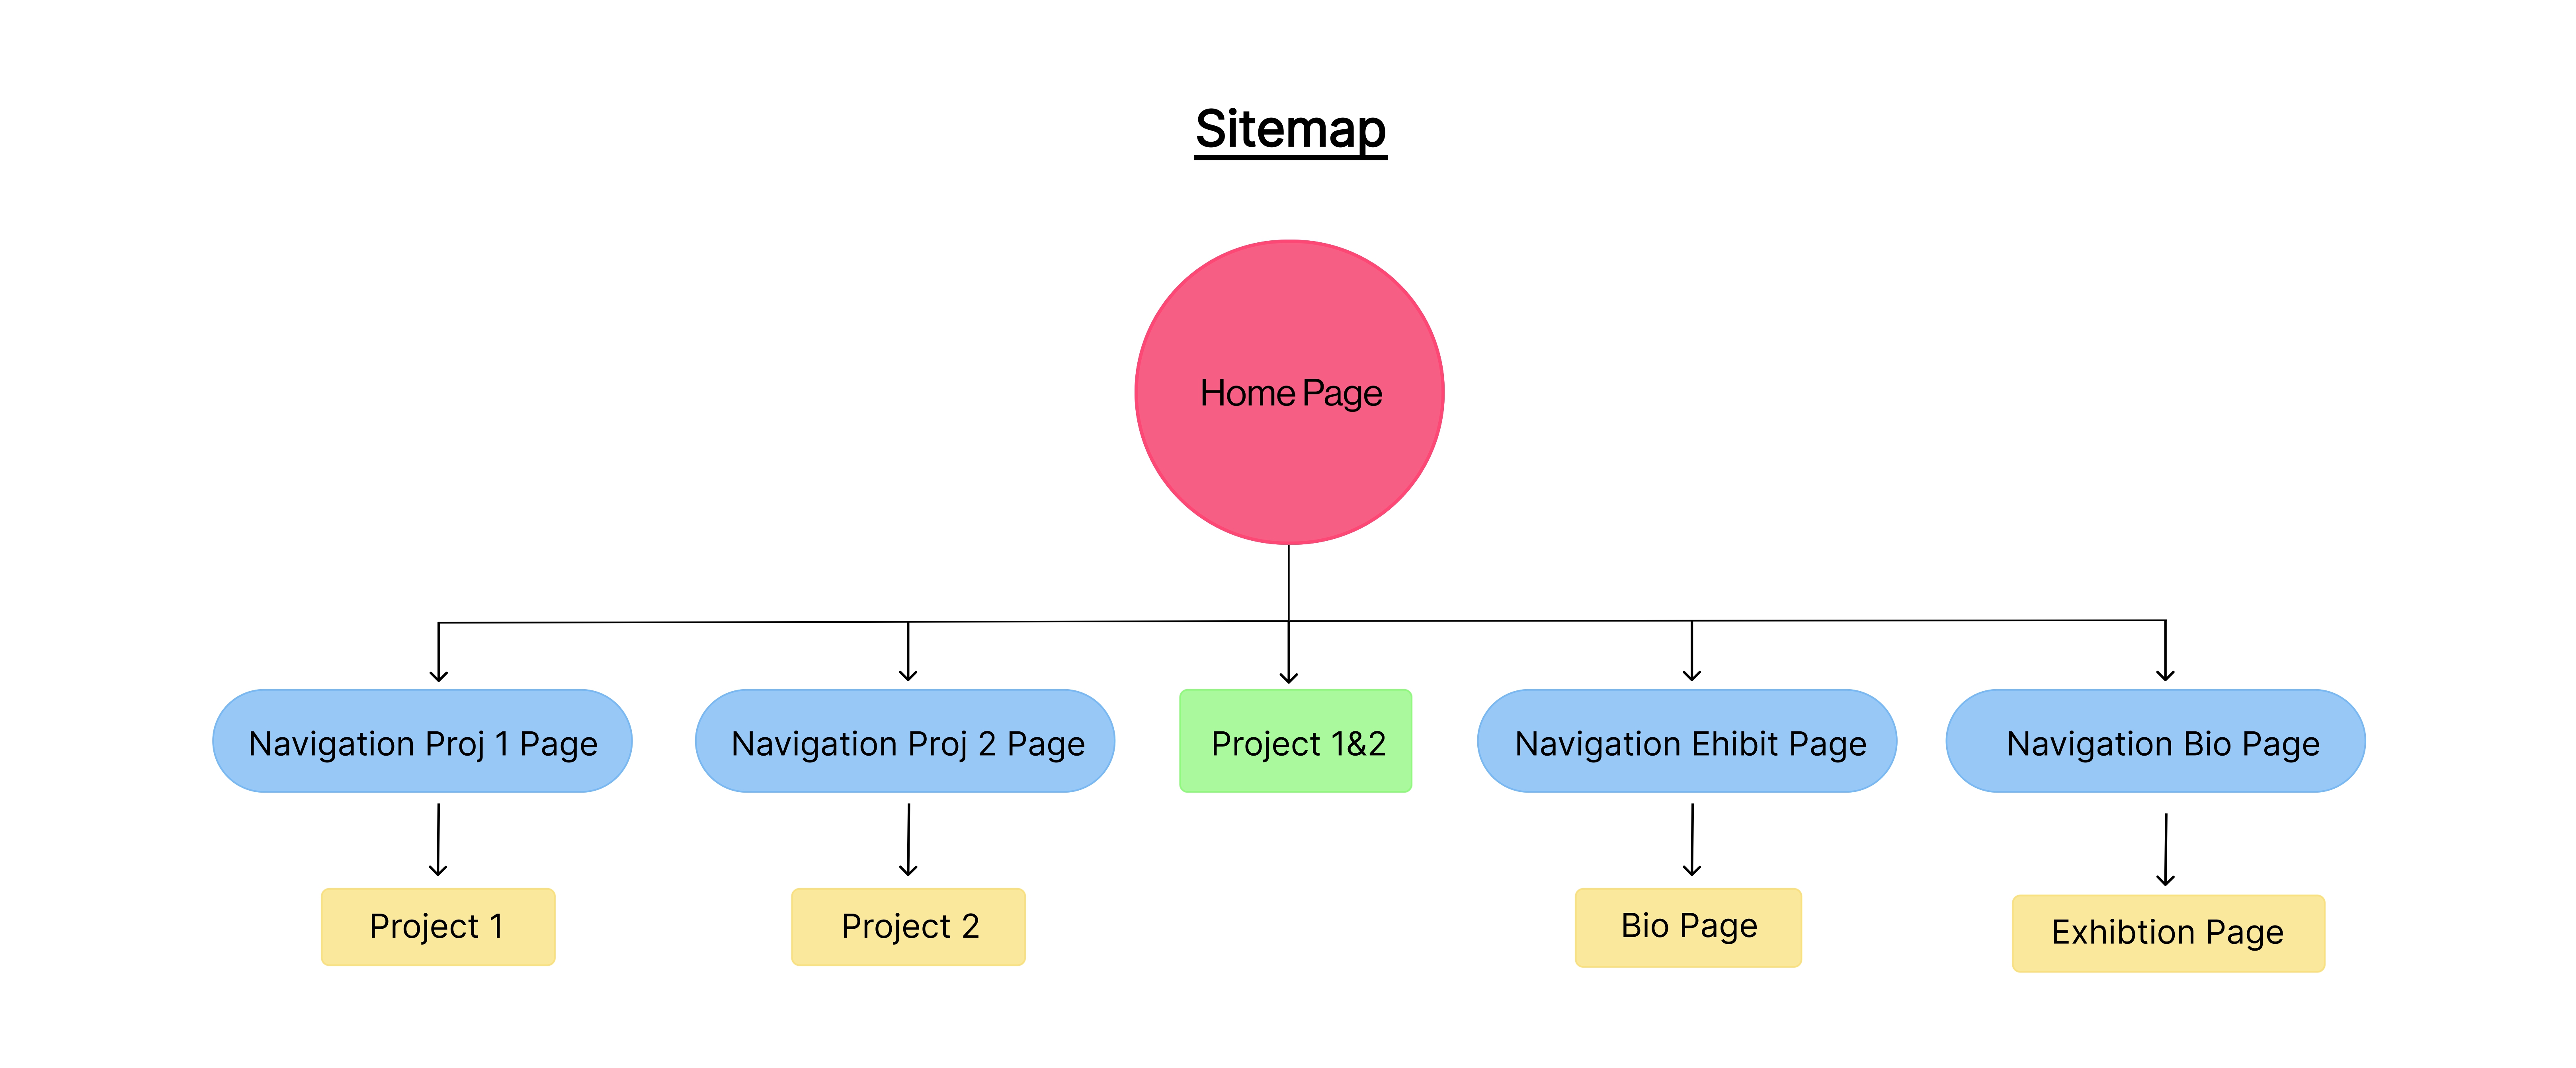 Sitemap
Home Page
Navigation Proj 1 Page
Navigation Proj 2 Page
Project 1&2
Navigation Ehibit Page
Navigation Bio Page
Project 1
Project 2
Bio Page
Exhibtion Page